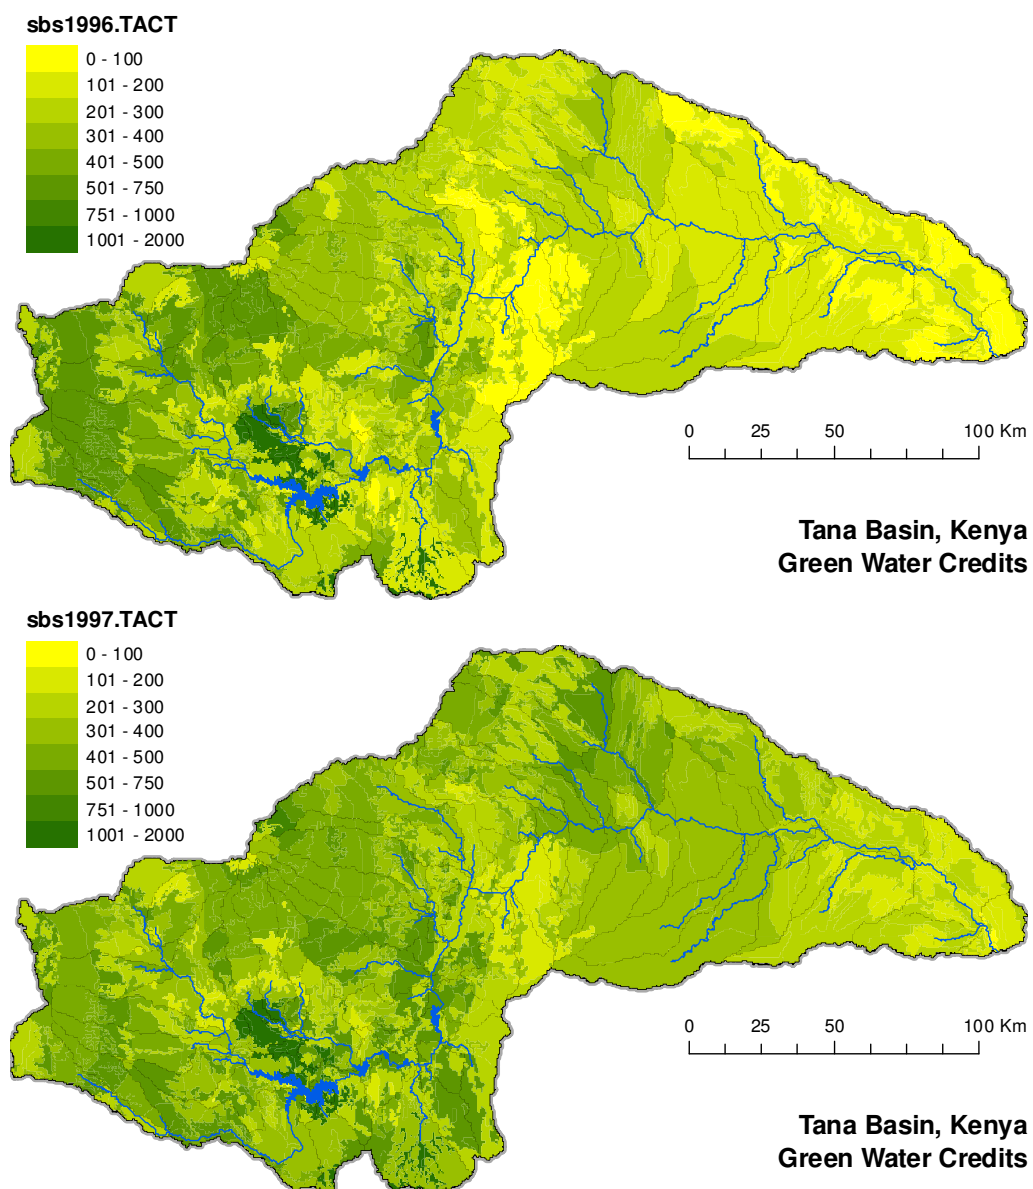 sbs1996.TACT
0 - 100
101 - 200
201 - 300
301 - 400
401 - 500
501 - 750
751 - 1000
1001 - 2000
0 25 50 100 Km
Tana Basin, Kenya
Green Water Credits
sbs1997.TACT
0 - 100
101 - 200
201 - 300
301 - 400
401 - 500
501 - 750
751 - 1000
1001 - 2000
0 25 50 100 Km
Tana Basin, Kenya
Green Water Credits